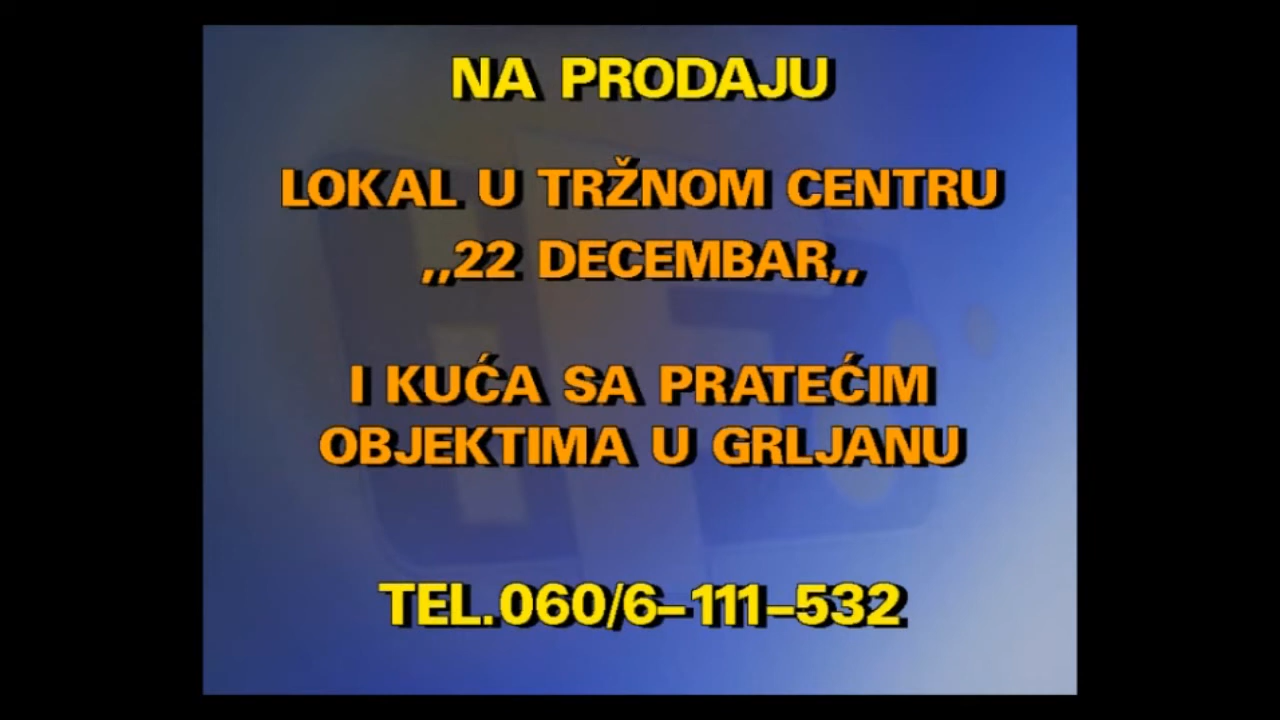 NA PRODAJU
LOKAL U TRŽNOM CENTRU
,,22 DECEMBAR,,
I KUĆA SA PRATEĆIM
OBJEKTIMA U GRLJANU
TEL.060/6-111-532